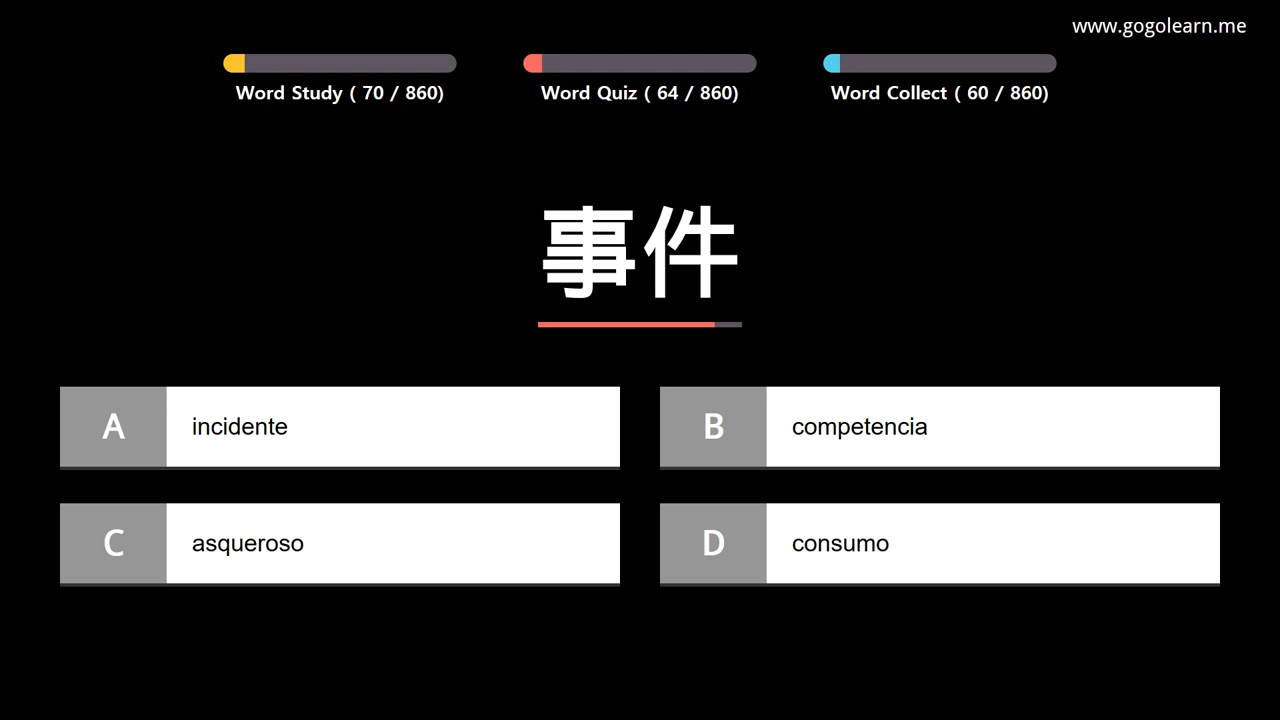 www.gogolearn.me
Word Study ( 70 / 860)
Word Quiz ( 64 / 860)
Word Collect ( 60 / 860)
事件
A incidente
B competencia
C asqueroso
D consumo